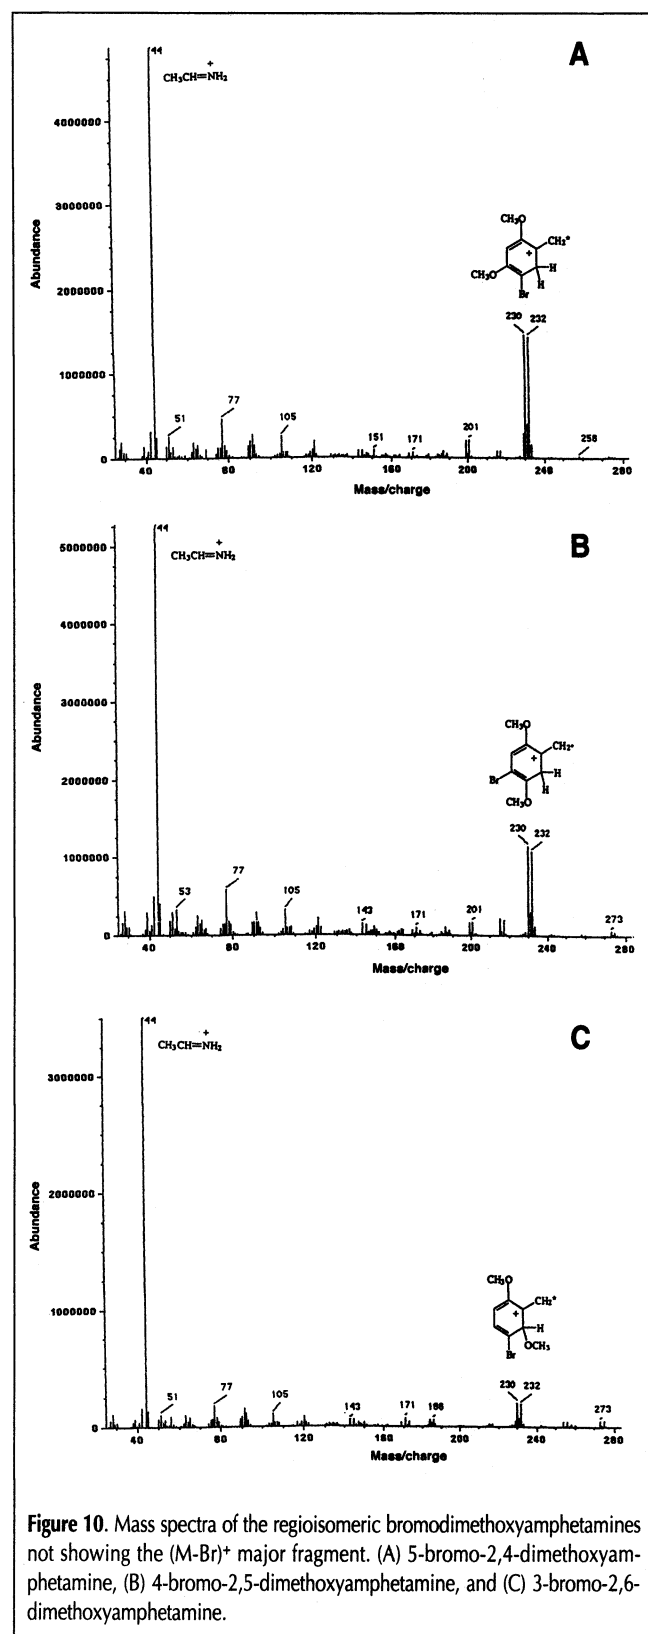 A
44
+
CH₃CH=NH₂
4000000
3000000
2000000
1000000
0
Abundance
CH₃O
CH₂•
+
H
CH₃O
H
Br
230 232
51
77
105
151
171
201
258
40 80 120 160 200 240 280
Mass/charge
B
44
+
CH₃CH=NH₂
5000000
4000000
3000000
2000000
1000000
0
Abundance
CH₃O
CH₂•
+
Br
H
H
CH₃O
230 232
53
77
105
143
171
201
273
40 80 120 160 200 240 280
Mass/charge
C
44
+
CH₃CH=NH₂
3000000
2000000
1000000
0
Abundance
CH₃O
CH₂•
+
H
OCH₃
Br
230 232
51
77
105
143
171
186
273
40 80 120 160 200 240 280
Mass/charge
Figure 10. Mass spectra of the regioisomeric bromodimethoxyamphetamines
not showing the (M-Br)⁺ major fragment. (A) 5-bromo-2,4-dimethoxyam-
phetamine, (B) 4-bromo-2,5-dimethoxyamphetamine, and (C) 3-bromo-2,6-
dimethoxyamphetamine.